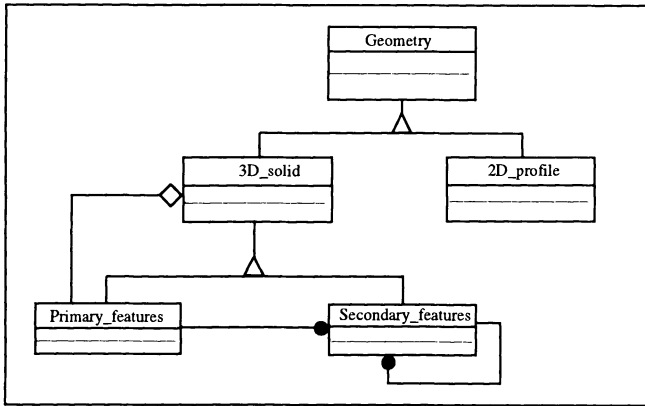 Geometry
3D_solid
2D_profile
Primary_features
Secondary_features